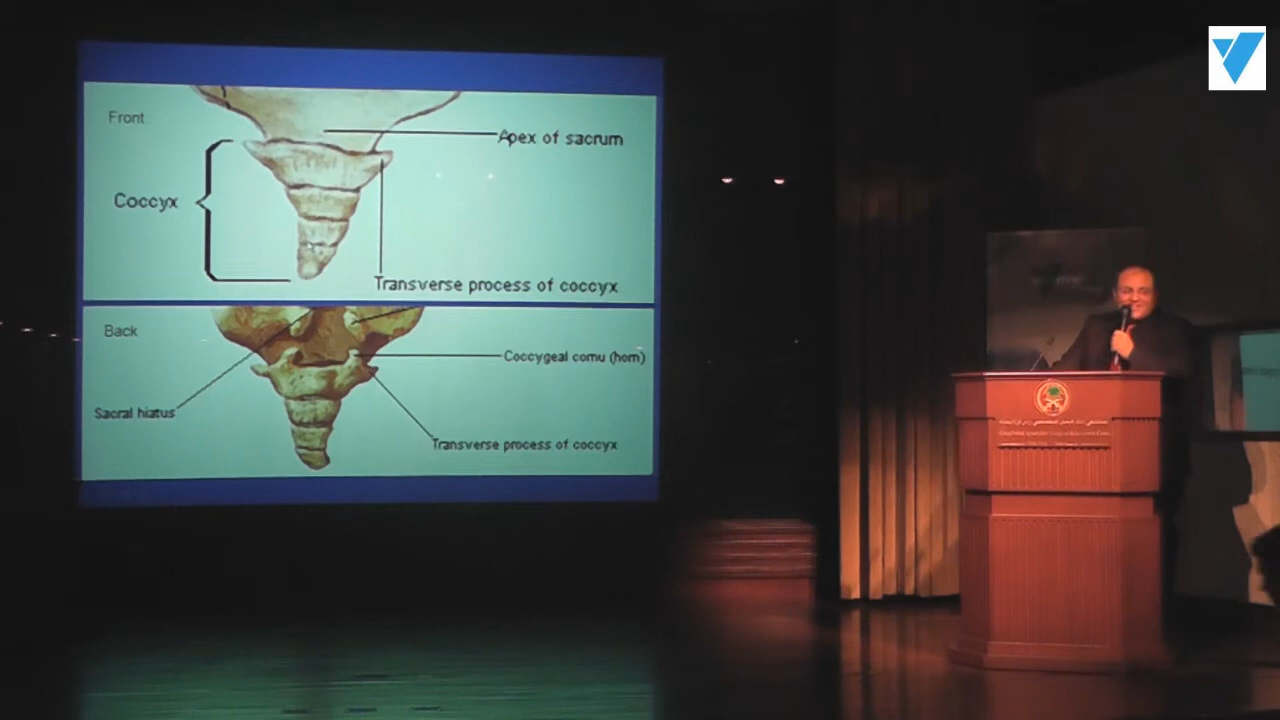 Front
Apex of sacrum
Coccyx
Transverse process of coccyx
Back
Coccygeal cornu (horn)
Sacral hiatus
Transverse process of coccyx